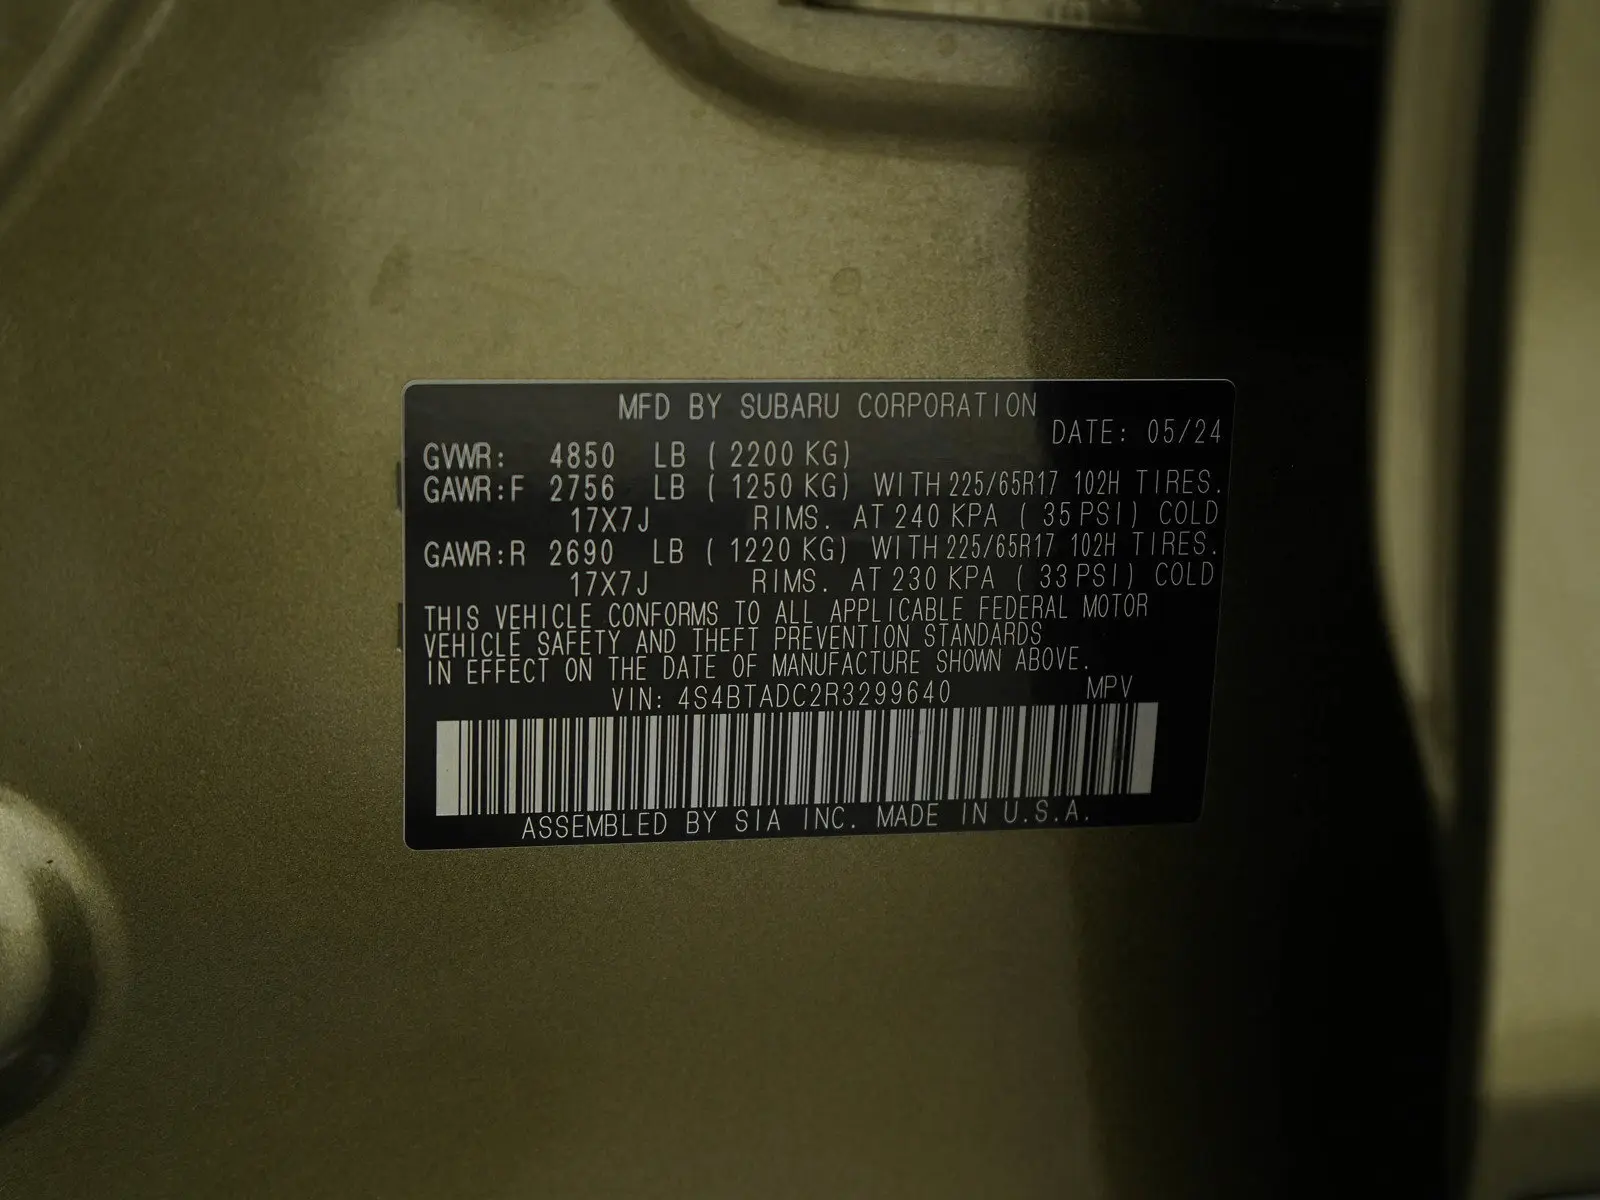 MFD BY SUBARU CORPORATION
DATE: 05/24
GVWR: 4850 LB ( 2200 KG)
GAWR:F 2756 LB ( 1250 KG) WITH 225/65R17 102H TIRES.
17X7J RIMS. AT 240 KPA ( 35 PSI) COLD
GAWR:R 2690 LB ( 1220 KG) WITH 225/65R17 102H TIRES.
17X7J RIMS. AT 230 KPA ( 33 PSI) COLD
THIS VEHICLE CONFORMS TO ALL APPLICABLE FEDERAL MOTOR
VEHICLE SAFETY AND THEFT PREVENTION STANDARDS
IN EFFECT ON THE DATE OF MANUFACTURE SHOWN ABOVE.
VIN: 4S4BTADC2R3299640 MPV
ASSEMBLED BY SIA INC. MADE IN U.S.A.